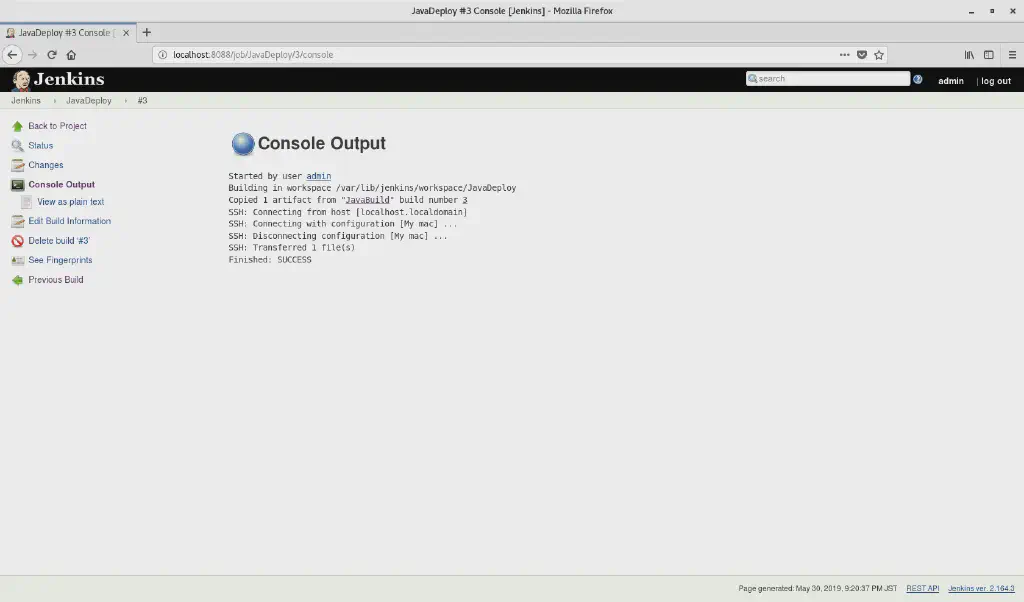 JavaDeploy #3 Console [Jenkins] - Mozilla Firefox
JavaDeploy #3 Console [
localhost:8088/job/JavaDeploy/3/console
Jenkins
search
admin
| log out
Jenkins
JavaDeploy
#3
Back to Project
Status
Changes
Console Output
View as plain text
Edit Build Information
Delete build '#3'
See Fingerprints
Previous Build
Console Output
Started by user admin
Building in workspace /var/lib/jenkins/workspace/JavaDeploy
Copied 1 artifact from "JavaBuild" build number 3
SSH: Connecting from host [localhost.localdomain]
SSH: Connecting with configuration [My mac] ...
SSH: Disconnecting configuration [My mac] ...
SSH: Transferred 1 file(s)
Finished: SUCCESS
Page generated: May 30, 2019, 9:20:37 PM JST
REST API
Jenkins ver. 2.164.3